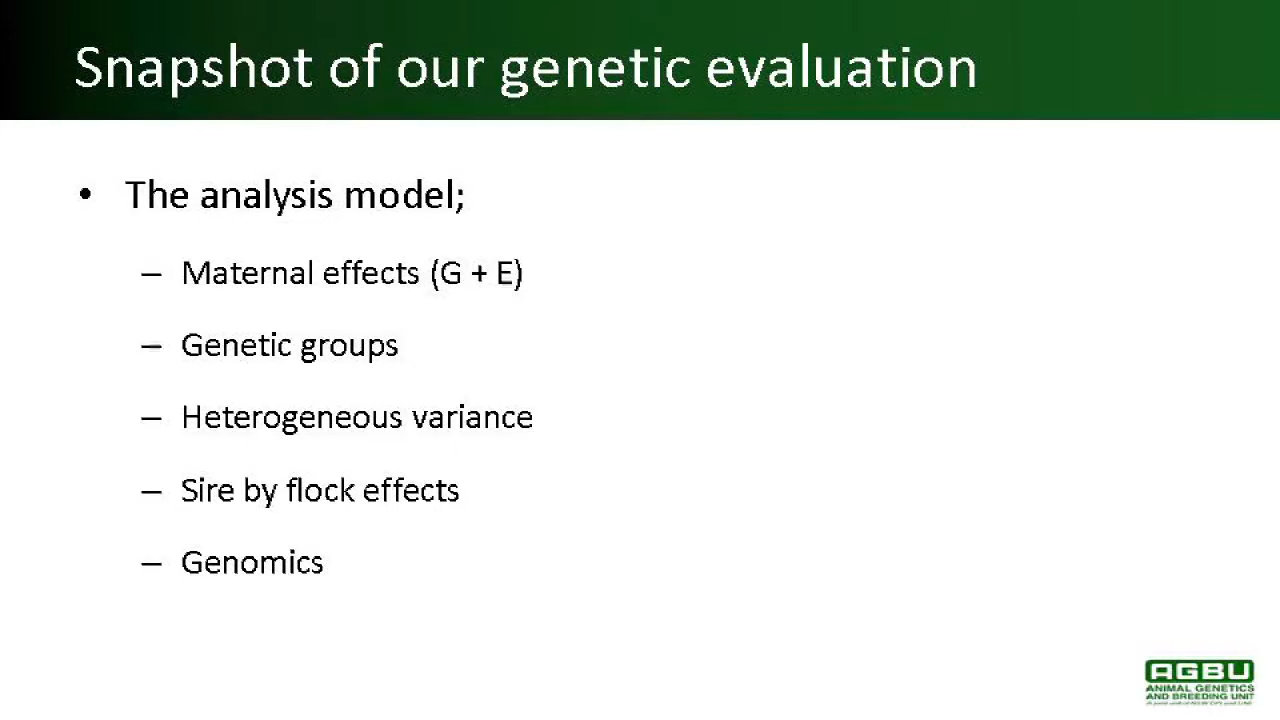 Snapshot of our genetic evaluation
• The analysis model;
– Maternal effects (G + E)
– Genetic groups
– Heterogeneous variance
– Sire by flock effects
– Genomics
AGBU
ANIMAL GENETICS
AND BREEDING UNIT